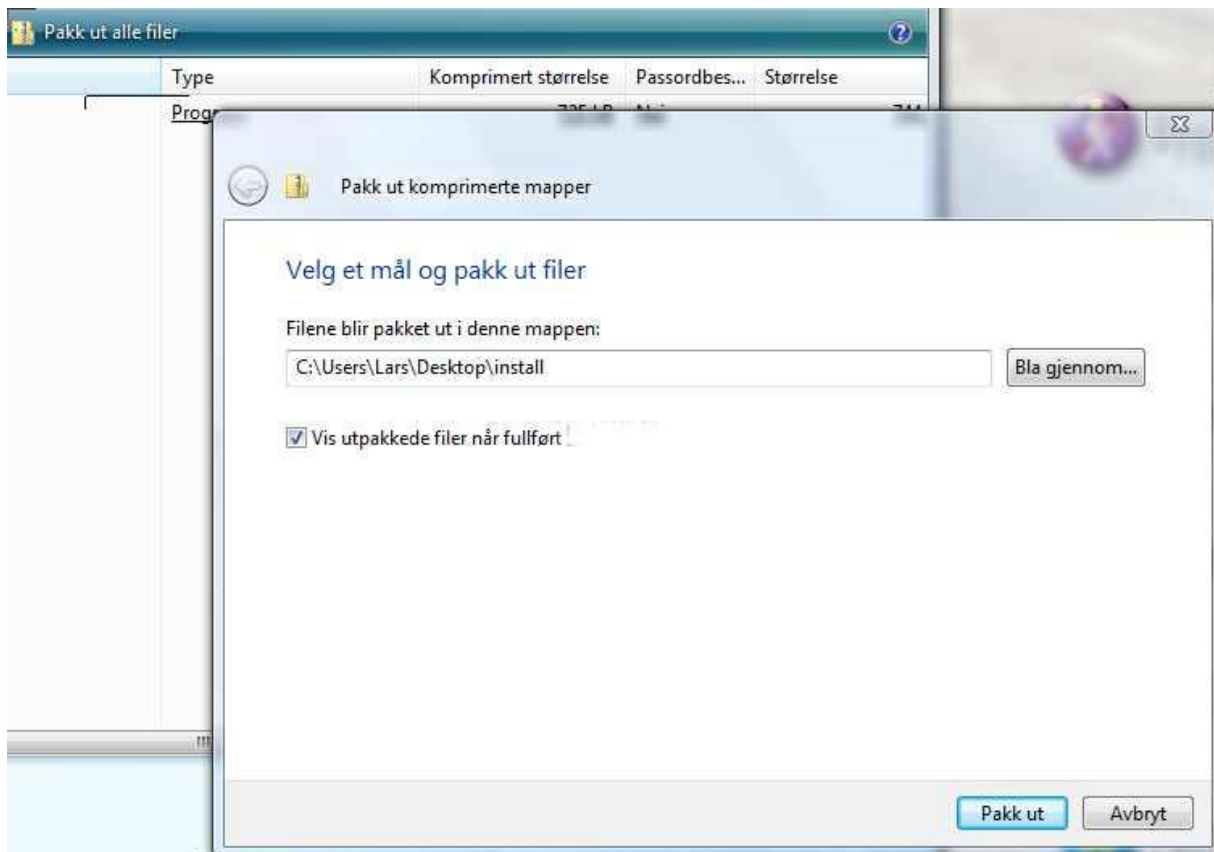 Pakk ut alle filer
Type Komprimert størrelse Passordbes... Størrelse
Pakk ut komprimerte mapper
Velg et mål og pakk ut filer
Filene blir pakket ut i denne mappen:
C:\Users\Lars\Desktop\install
Bla gjennom...
Vis utpakkede filer når fullført
Pakk ut Avbryt